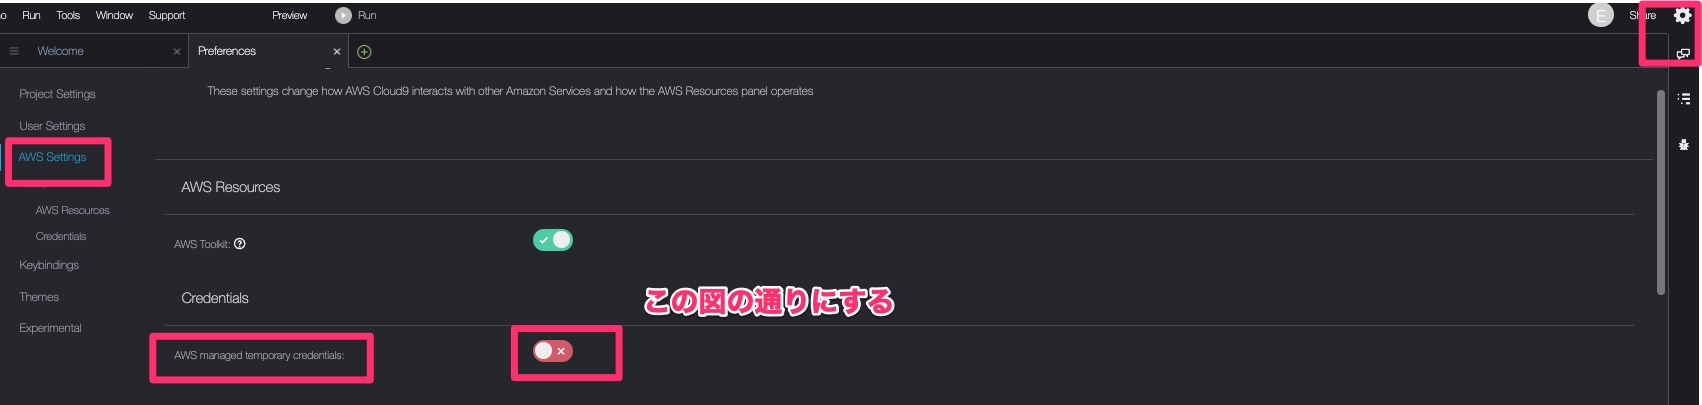 Run Tools Window Support Preview Run E Share
Welcome Preferences
These settings change how AWS Cloud9 interacts with other Amazon Services and how the AWS Resources panel operates
Project Settings
User Settings
AWS Settings
AWS Resources
Credentials
Keybindings
Themes
Experimental
AWS Resources
AWS Toolkit:
Credentials
この図の通りにする
AWS managed temporary credentials: